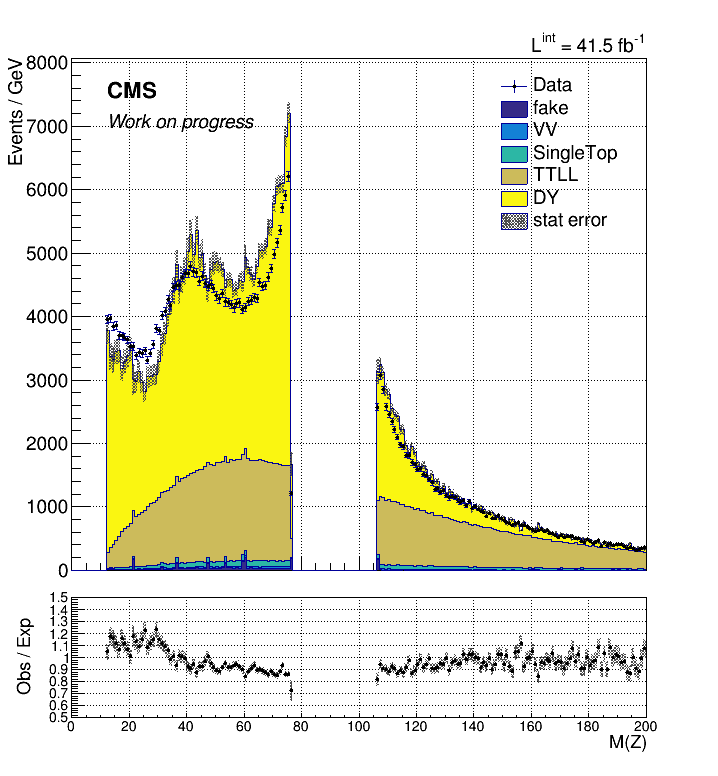 L^int = 41.5 fb^-1
Events / GeV
8000
7000
6000
5000
4000
3000
2000
1000
0
CMS
Work on progress
Data
fake
VV
SingleTop
TTLL
DY
stat error
Obs / Exp
1.5
1.4
1.3
1.2
1.1
1
0.9
0.8
0.7
0.6
0.5
0 20 40 60 80 100 120 140 160 180 200
M(Z)